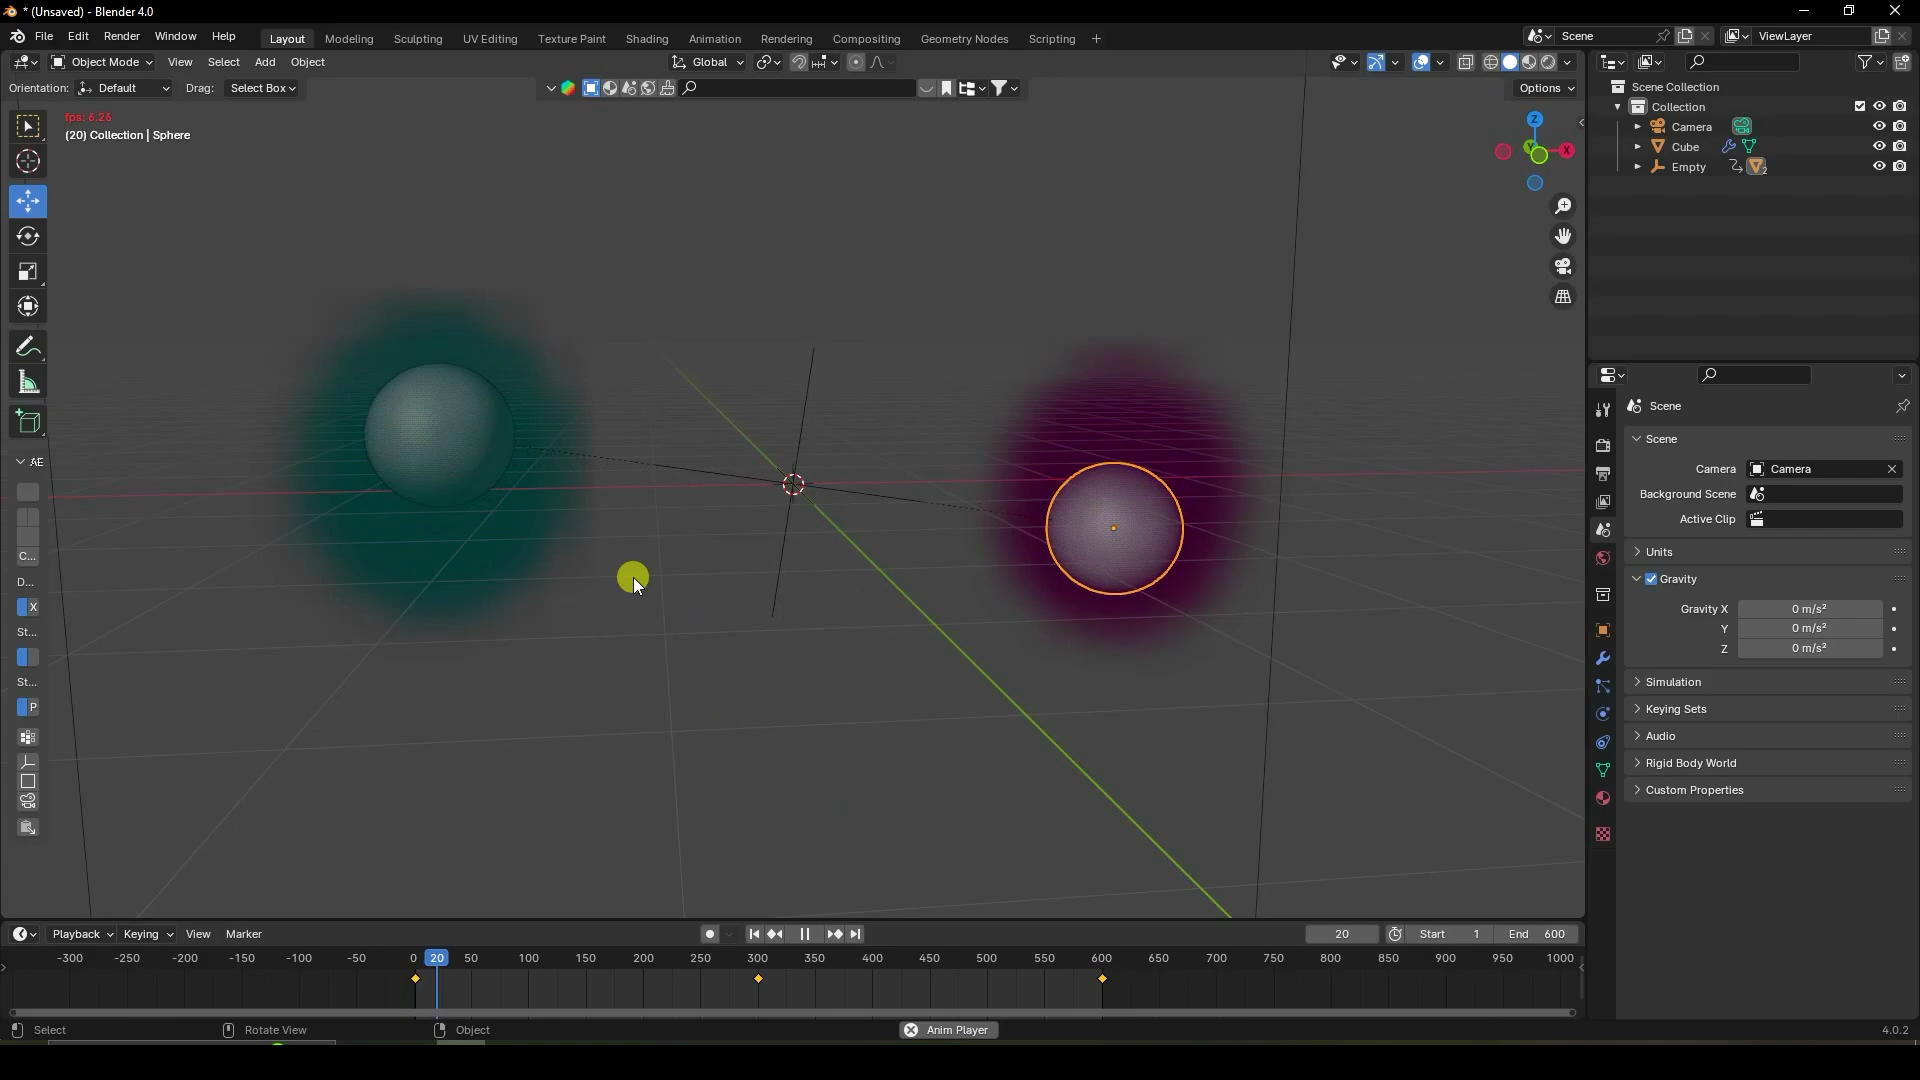 * (Unsaved) - Blender 4.0
File Edit Render Window Help
Layout Modeling Sculpting UV Editing Texture Paint Shading Animation Rendering Compositing Geometry Nodes Scripting +
Scene
ViewLayer
Object Mode View Select Add Object
Global
Orientation: Default Drag: Select Box
Options
fps: 6.26
(20) Collection | Sphere
Z
X
Y
Scene Collection
Collection
Camera
Cube
Empty
2
Scene
Scene
Camera Camera
Background Scene
Active Clip
Units
Gravity
Gravity X 0 m/s²
Y 0 m/s²
Z 0 m/s²
Simulation
Keying Sets
Audio
Rigid Body World
Custom Properties
AE
C...
D...
X
St...
St...
P
Playback Keying View Marker
20 Start 1 End 600
-300 -250 -200 -150 -100 -50 0 20 50 100 150 200 250 300 350 400 450 500 550 600 650 700 750 800 850 900 950 1000
Select Rotate View Object Anim Player 4.0.2